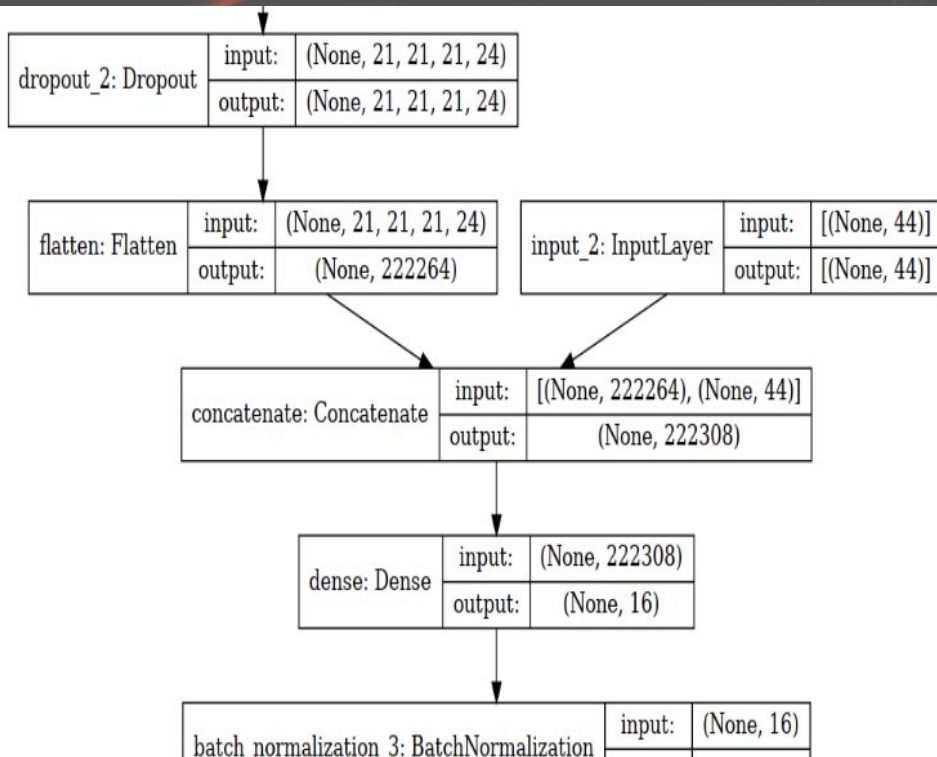 dropout_2: Dropout
input: (None, 21, 21, 21, 24)
output: (None, 21, 21, 21, 24)
flatten: Flatten
input: (None, 21, 21, 21, 24)
output: (None, 222264)
input_2: InputLayer
input: [(None, 44)]
output: [(None, 44)]
concatenate: Concatenate
input: [(None, 222264), (None, 44)]
output: (None, 222308)
dense: Dense
input: (None, 222308)
output: (None, 16)
batch_normalization_3: BatchNormalization
input: (None, 16)